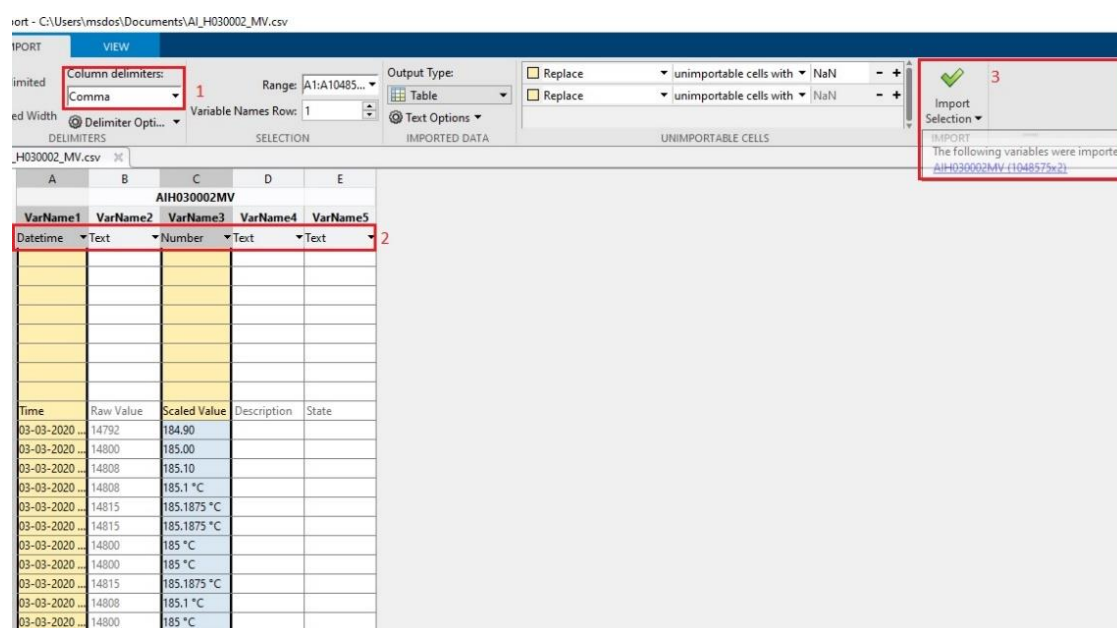 ort - C:\Users\msdos\Documents\AI_H030002_MV.csv
MPORT VIEW
imited Column delimiters:
Comma
1
ed Width Delimiter Opti...
DELIMITERS
Range: A1:A10485...
Variable Names Row: 1
SELECTION
Output Type:
Table
Text Options
IMPORTED DATA
Replace unimportable cells with NaN - +
Replace unimportable cells with NaN - +
UNIMPORTABLE CELLS
Import
Selection
3
IMPORT
The following variables were importe
AIH030002MV (1048575x2)
_H030002_MV.csv
A B C D E
AIH030002MV
VarName1 VarName2 VarName3 VarName4 VarName5
Datetime Text Number Text Text 2
Time Raw Value Scaled Value Description State
03-03-2020 ... 14792 184.90
03-03-2020 ... 14800 185.00
03-03-2020 ... 14808 185.10
03-03-2020 ... 14808 185.1 °C
03-03-2020 ... 14815 185.1875 °C
03-03-2020 ... 14815 185.1875 °C
03-03-2020 ... 14800 185 °C
03-03-2020 ... 14800 185 °C
03-03-2020 ... 14815 185.1875 °C
03-03-2020 ... 14808 185.1 °C
03-03-2020 ... 14800 185 °C